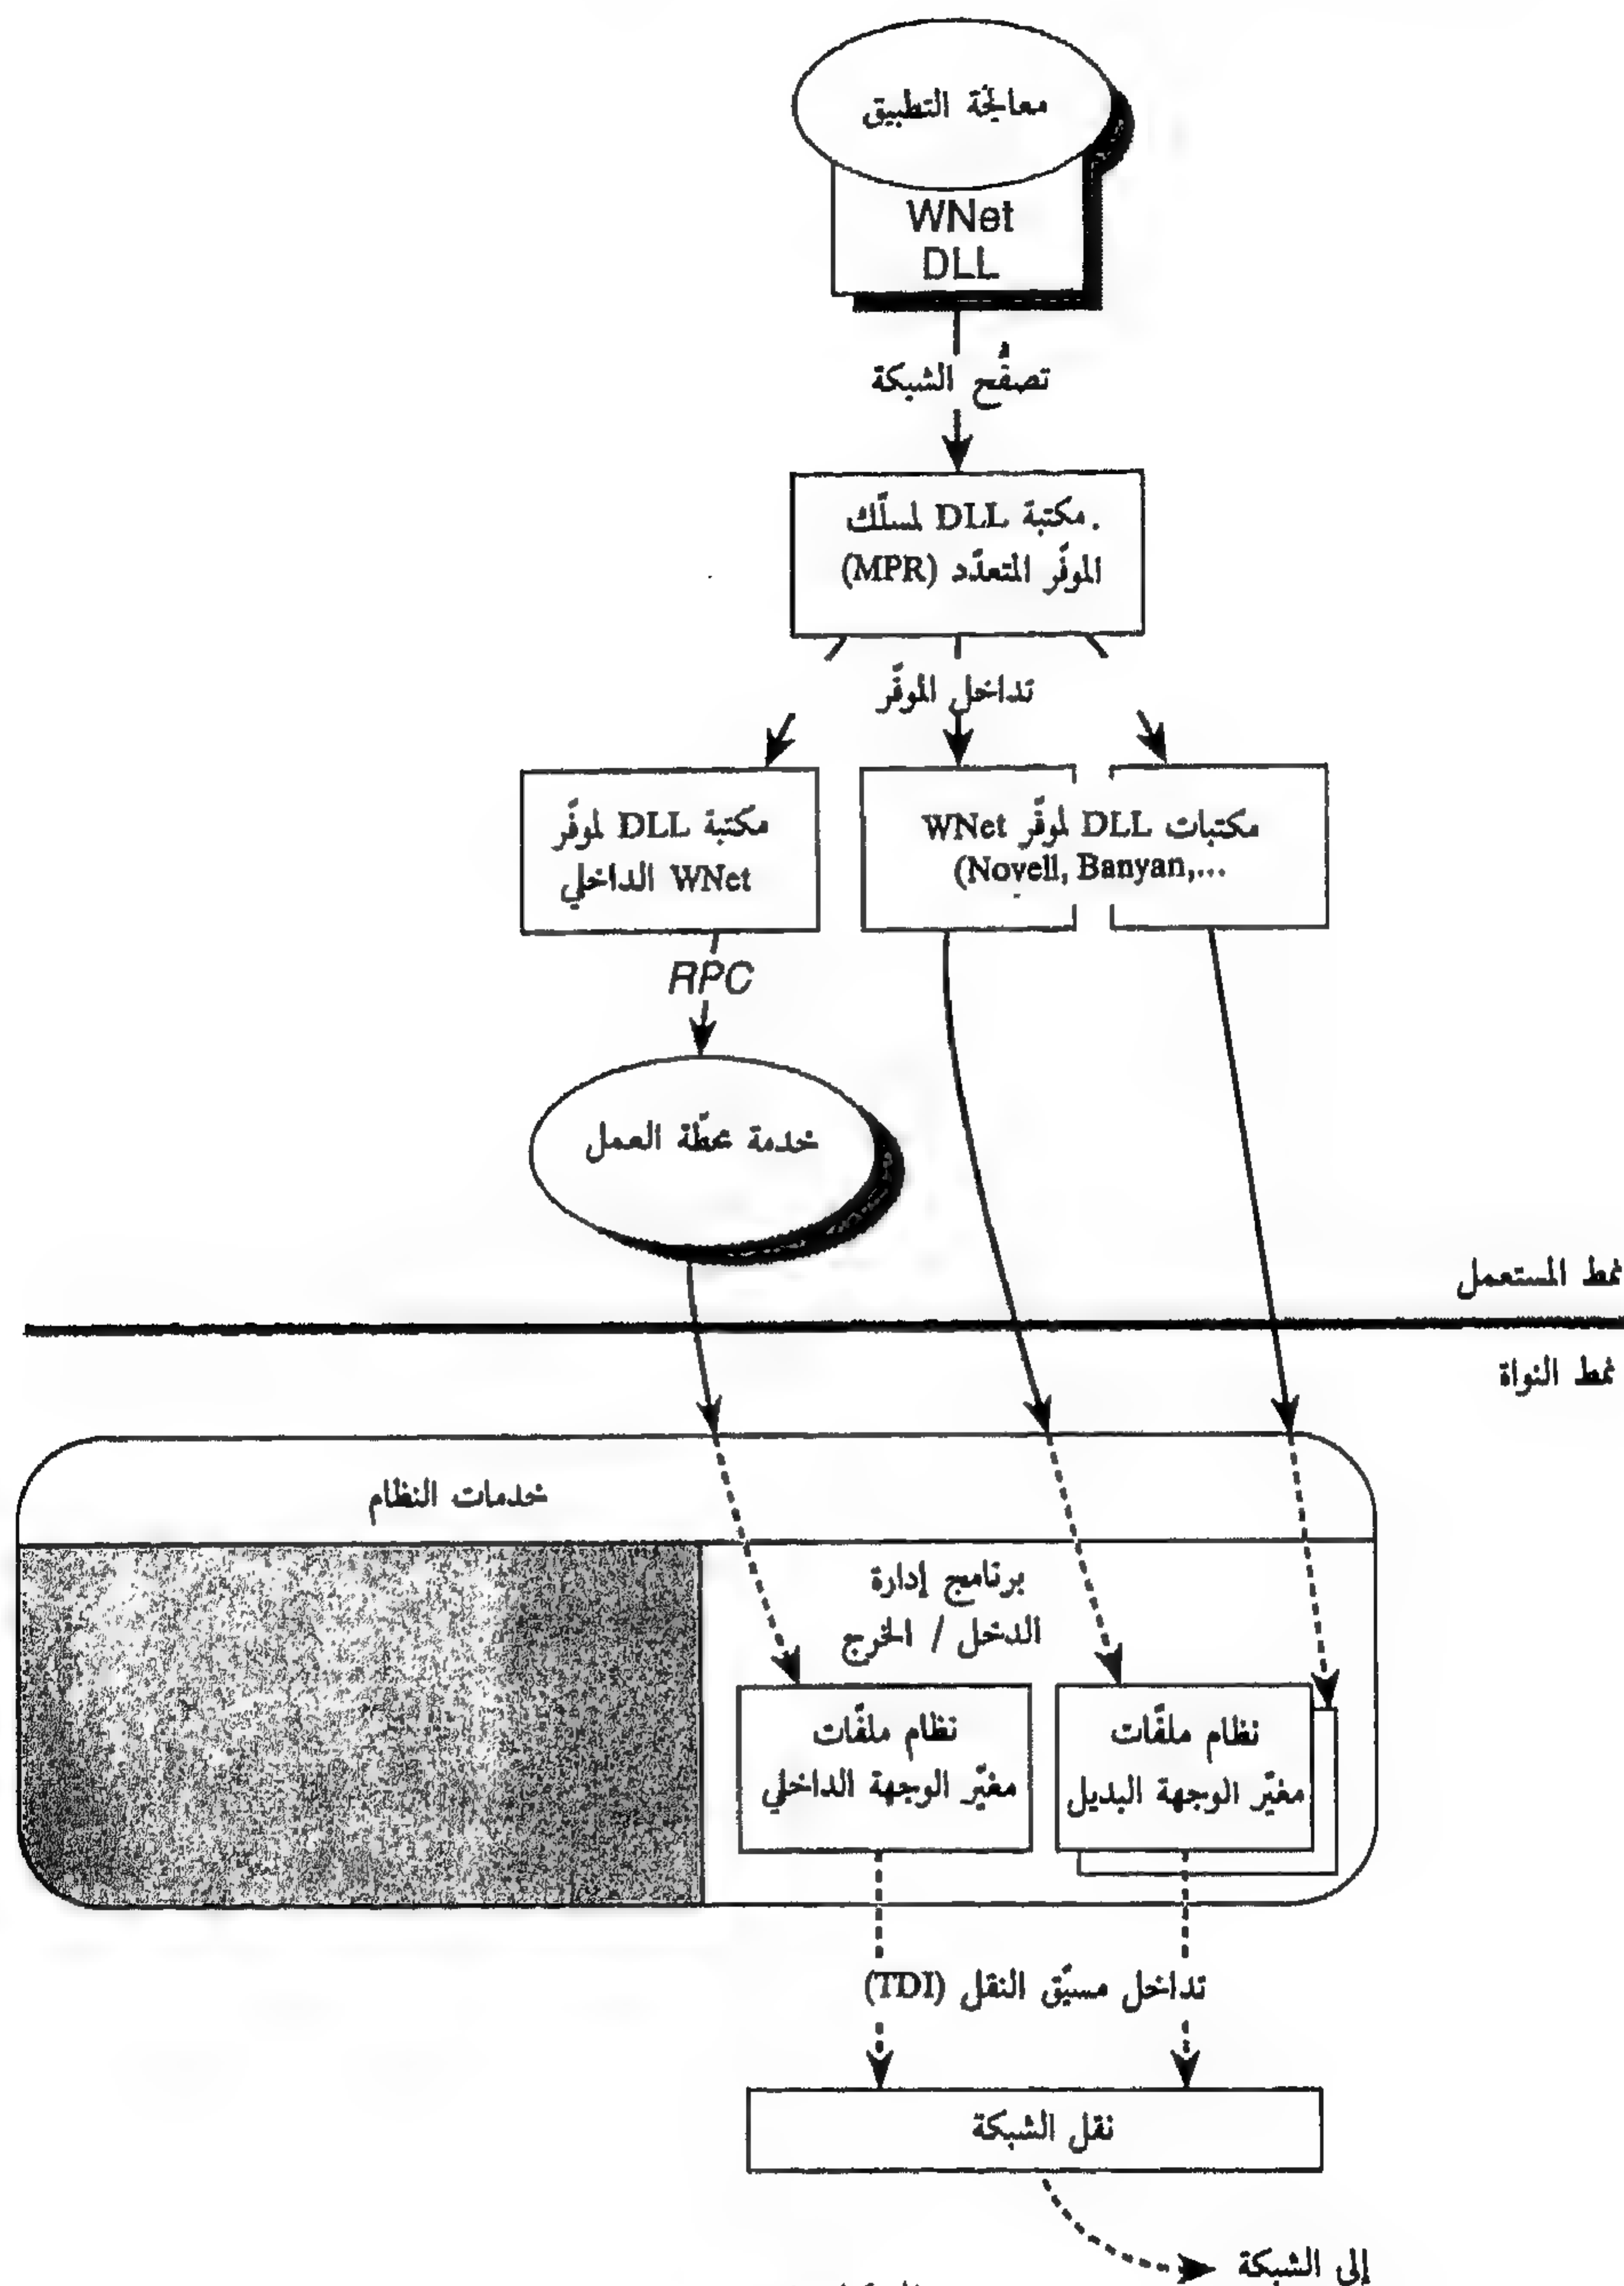 معالجة التطبيق
WNet
DLL
تصفّح الشبكة
مكتبة DLL لمسلّك
الموفّر المتعدّد (MPR)
تداخل الموفّر
مكتبة DLL لموفّر
WNet الداخلي
مكتبات DLL لموفّر WNet
(Novell, Banyan,...
RPC
خدمة محطّة العمل
نمط المستعمل
نمط النواة
خدمات النظام
برنامج إدارة
الدخل / الخرج
نظام ملفّات
مغيّر الوجهة الداخلي
نظام ملفّات
مغيّر الوجهة البديل
تداخل مسيّق النقل (TDI)
نقل الشبكة
إلى الشبكة